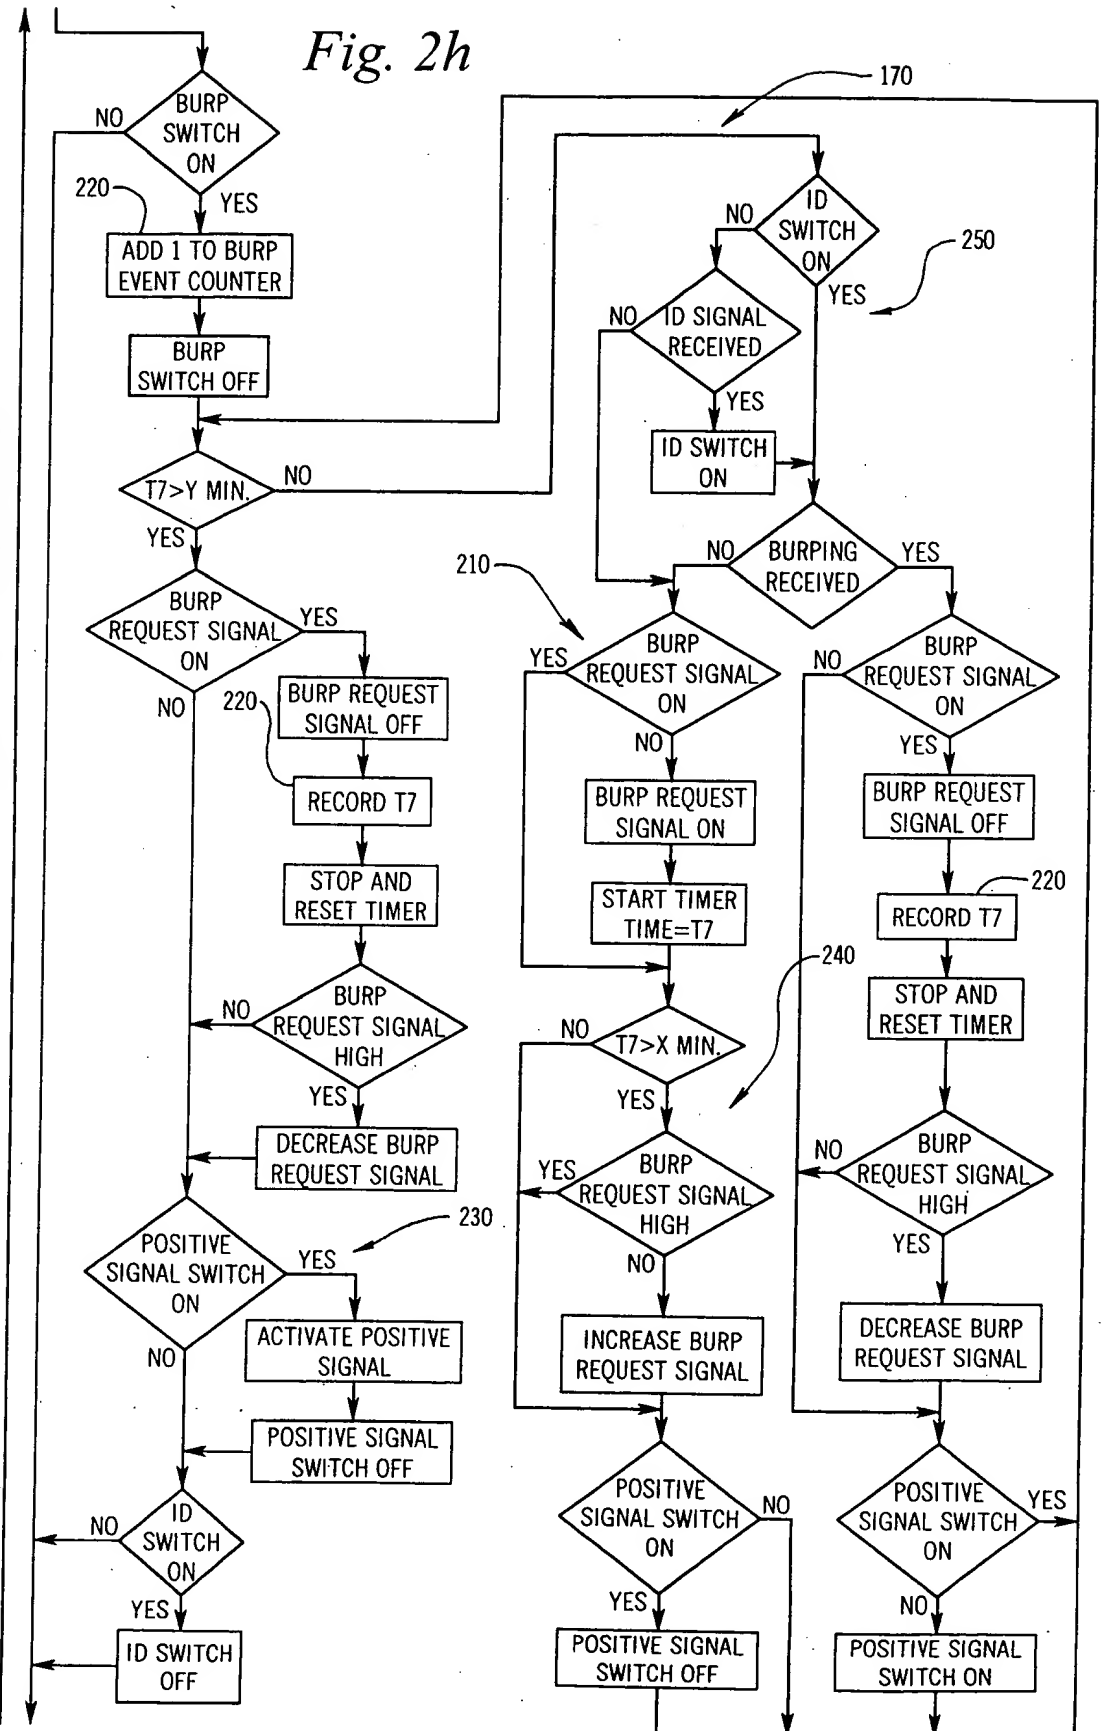 Fig. 2h
170
BURP
SWITCH
ON
NO
YES
220
ADD 1 TO BURP
EVENT COUNTER
BURP
SWITCH OFF
T7>Y MIN.
NO
YES
BURP
REQUEST SIGNAL
ON
YES
NO
BURP REQUEST
SIGNAL OFF
220
RECORD T7
STOP AND
RESET TIMER
BURP
REQUEST SIGNAL
HIGH
NO
YES
DECREASE BURP
REQUEST SIGNAL
POSITIVE
SIGNAL SWITCH
ON
YES
230
NO
ACTIVATE POSITIVE
SIGNAL
POSITIVE SIGNAL
SWITCH OFF
ID
SWITCH
ON
NO
YES
ID SWITCH
OFF
ID
SWITCH
ON
NO
YES
250
ID SIGNAL
RECEIVED
NO
YES
ID SWITCH
ON
BURPING
RECEIVED
NO
YES
210
BURP
REQUEST SIGNAL
ON
YES
NO
BURP REQUEST
SIGNAL ON
START TIMER
TIME=T7
240
T7>X MIN.
NO
YES
BURP
REQUEST SIGNAL
HIGH
YES
NO
INCREASE BURP
REQUEST SIGNAL
POSITIVE
SIGNAL SWITCH
ON
NO
YES
POSITIVE SIGNAL
SWITCH OFF
BURP
REQUEST SIGNAL
ON
NO
YES
BURP REQUEST
SIGNAL OFF
220
RECORD T7
STOP AND
RESET TIMER
BURP
REQUEST SIGNAL
HIGH
NO
YES
DECREASE BURP
REQUEST SIGNAL
POSITIVE
SIGNAL SWITCH
ON
YES
NO
POSITIVE SIGNAL
SWITCH ON